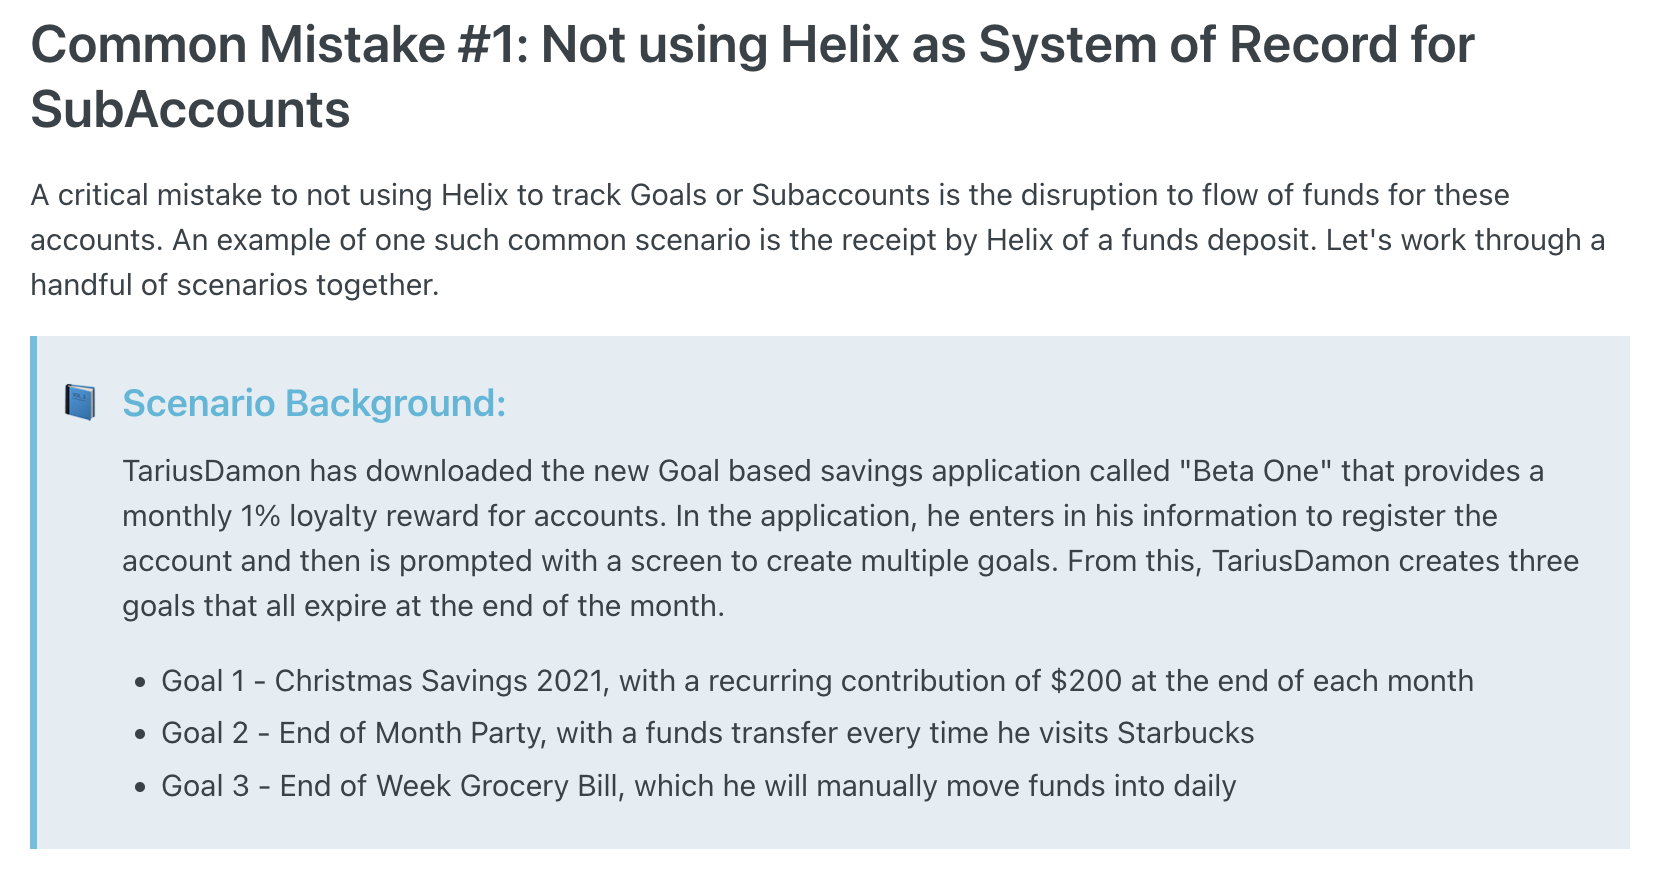 Common Mistake #1: Not using Helix as System of Record for
SubAccounts
A critical mistake to not using Helix to track Goals or Subaccounts is the disruption to flow of funds for these
accounts. An example of one such common scenario is the receipt by Helix of a funds deposit. Let's work through a
handful of scenarios together.
Scenario Background:
TariusDamon has downloaded the new Goal based savings application called "Beta One" that provides a
monthly 1% loyalty reward for accounts. In the application, he enters in his information to register the
account and then is prompted with a screen to create multiple goals. From this, TariusDamon creates three
goals that all expire at the end of the month.
• Goal 1 - Christmas Savings 2021, with a recurring contribution of $200 at the end of each month
• Goal 2 - End of Month Party, with a funds transfer every time he visits Starbucks
• Goal 3 - End of Week Grocery Bill, which he will manually move funds into daily